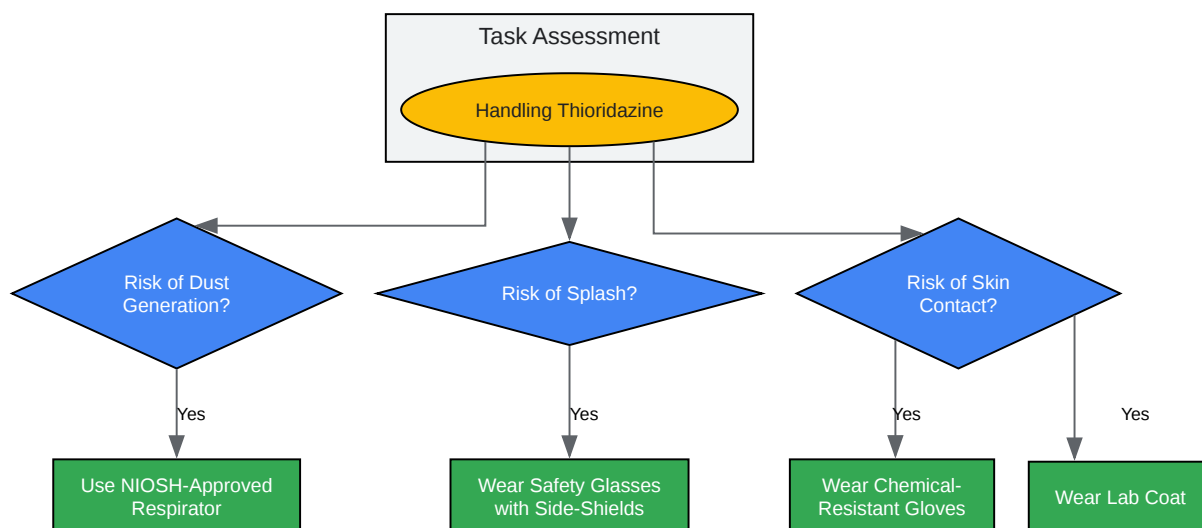 Task Assessment
Handling Thioridazine
Risk of Dust
Generation?
Risk of Splash?
Risk of Skin
Contact?
Yes
Yes
Yes
Yes
Use NIOSH-Approved
Respirator
Wear Safety Glasses
with Side-Shields
Wear Chemical-
Resistant Gloves
Wear Lab Coat